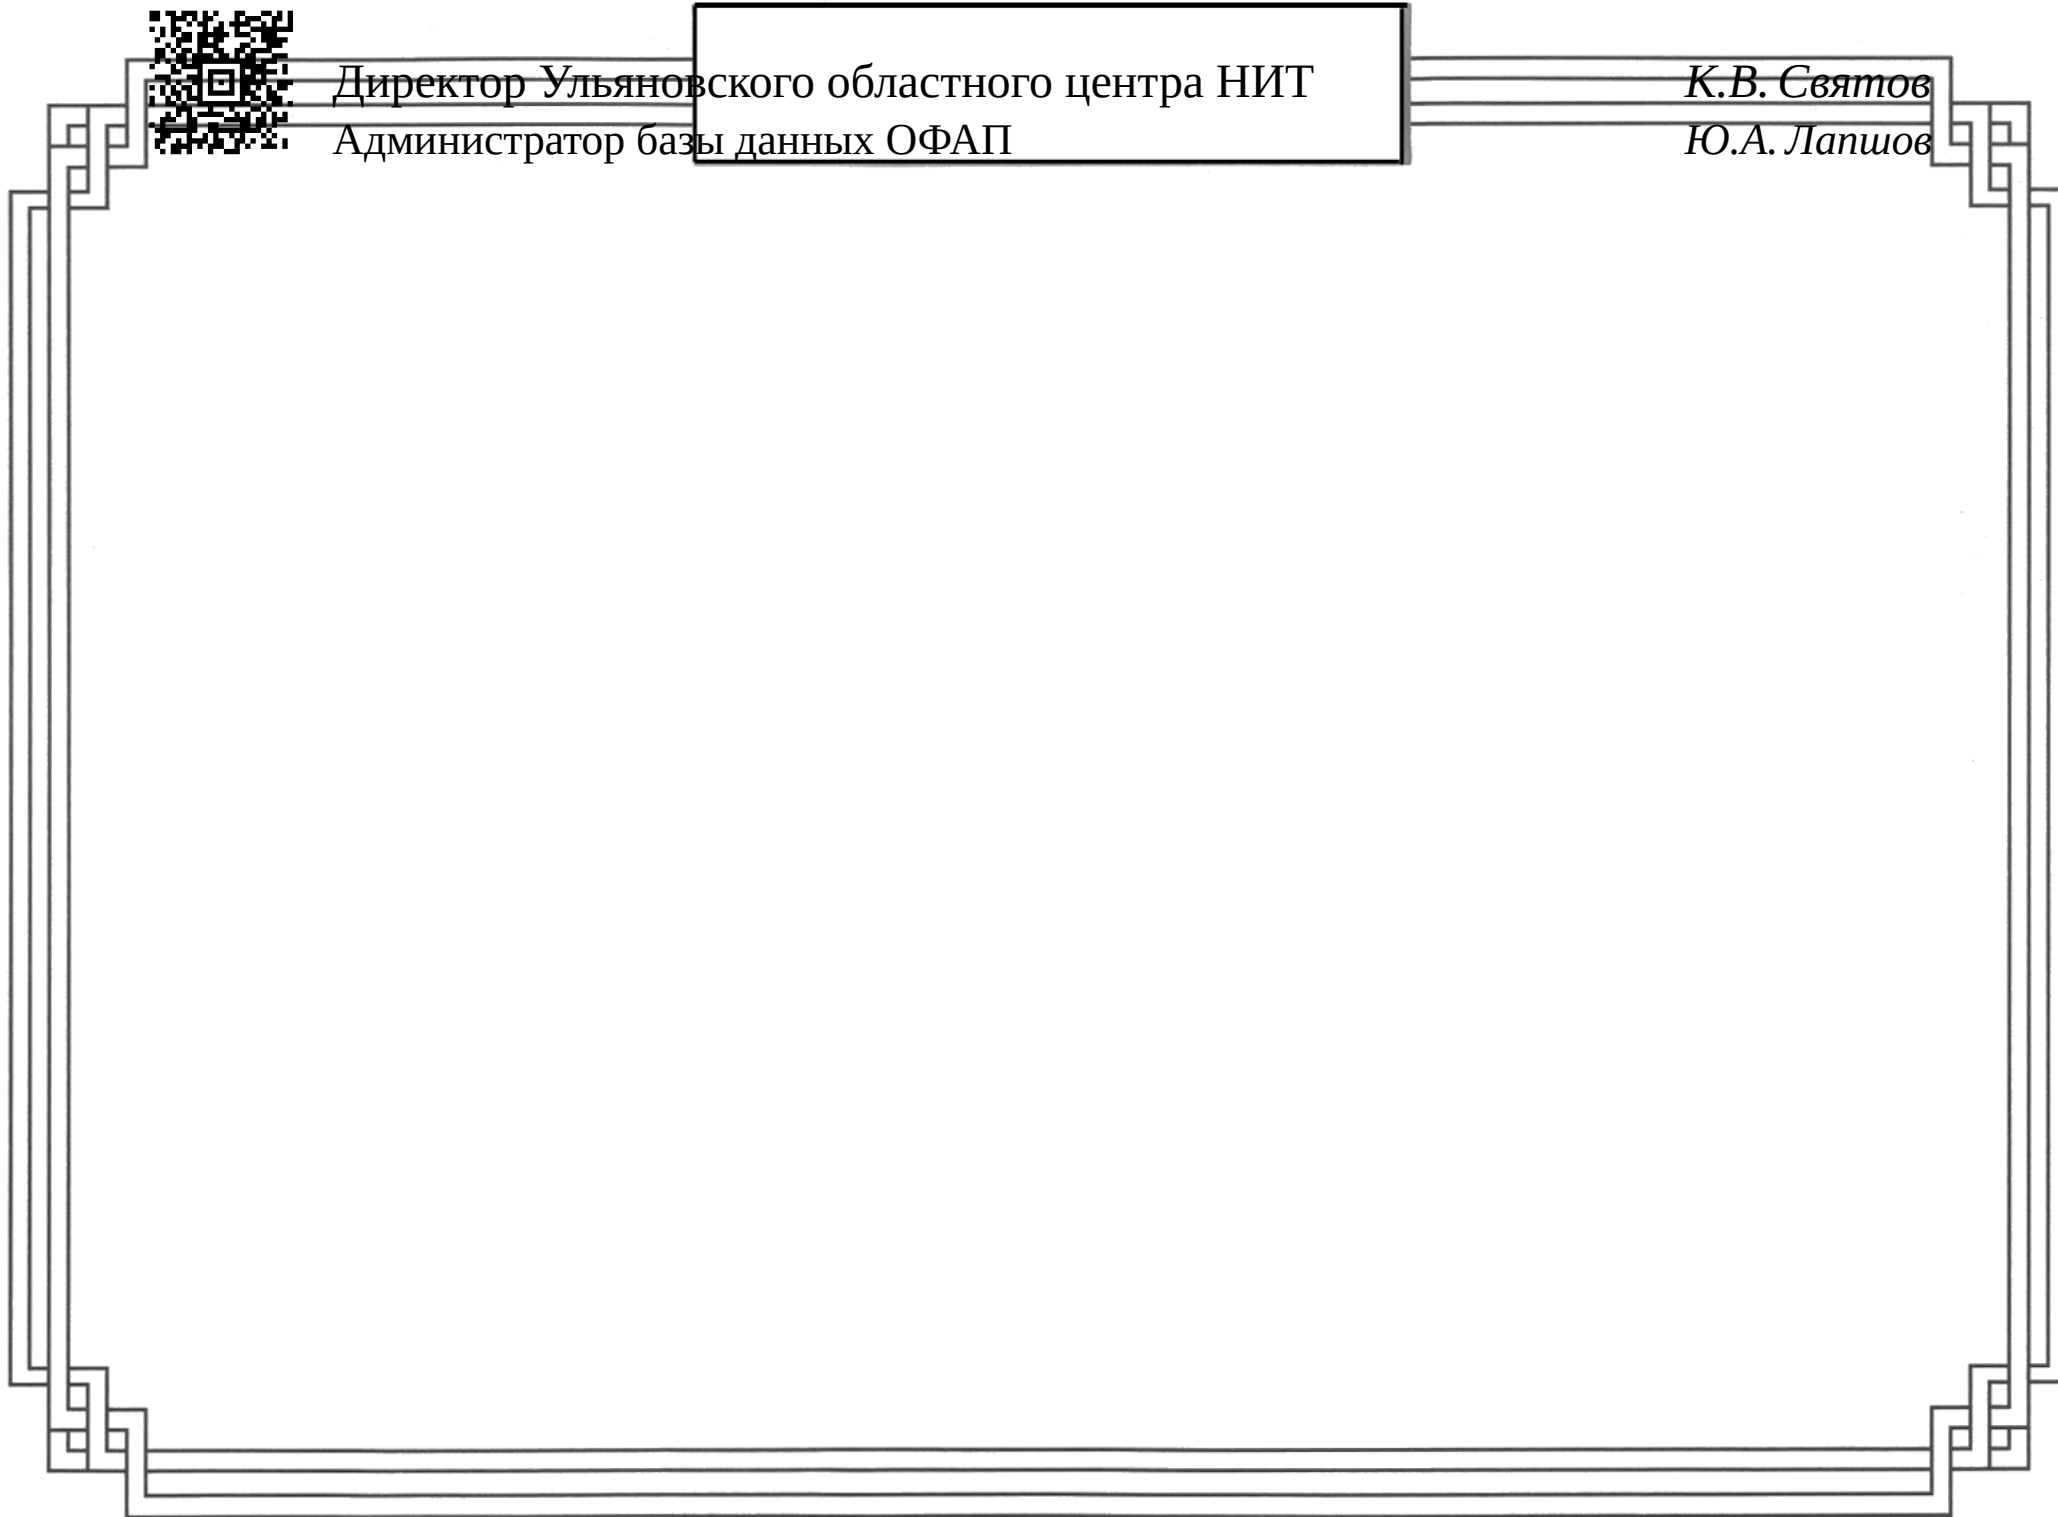 Директор Ульяновского областного центра НИТ К.В. Святов
Администратор базы данных ОФАП Ю.А. Лапшов